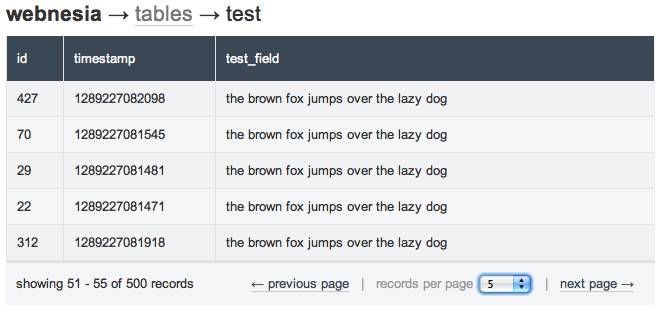 webnesia → tables → test
id timestamp test_field
427 1289227082098 the brown fox jumps over the lazy dog
70 1289227081545 the brown fox jumps over the lazy dog
29 1289227081481 the brown fox jumps over the lazy dog
22 1289227081471 the brown fox jumps over the lazy dog
312 1289227081918 the brown fox jumps over the lazy dog
showing 51 - 55 of 500 records ← previous page | records per page 5 | next page →